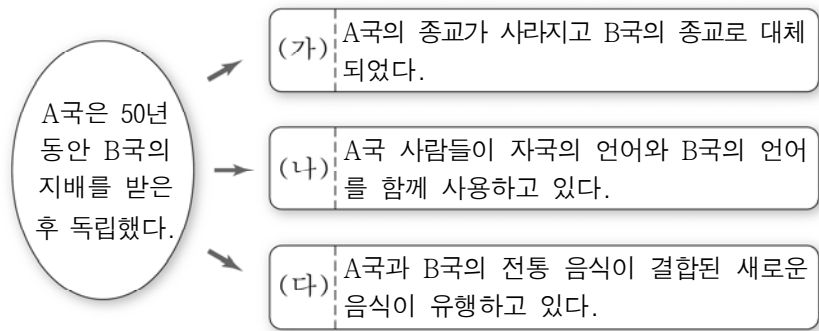 A국은 50년
동안 B국의
지배를 받은
후 독립했다.
(가) A국의 종교가 사라지고 B국의 종교로 대체
되었다.
(나) A국 사람들이 자국의 언어와 B국의 언어
를 함께 사용하고 있다.
(다) A국과 B국의 전통 음식이 결합된 새로운
음식이 유행하고 있다.